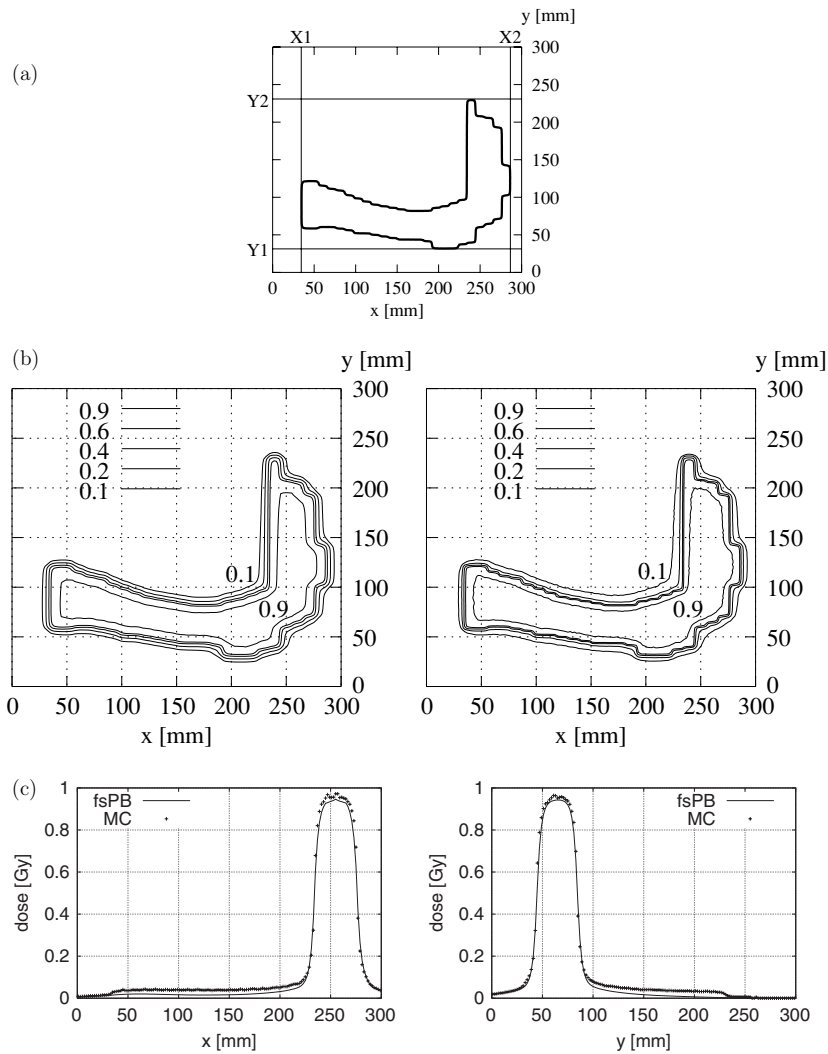 y [mm]
X1 X2 300
(a)
250
Y2
200
150
100
50
Y1
0
0 50 100 150 200 250 300
x [mm]
(b) y [mm] y [mm]
300 300
0.9 0.9
0.6 250 0.6 250
0.4 0.4
0.2 0.2
0.1 200 0.1 200
150 150
0.1 0.1
100 100
0.9 0.9
50 50
0 0
0 50 100 150 200 250 300 0 50 100 150 200 250 300
x [mm] x [mm]
(c) 1 1
fsPB fsPB
MC MC
0.8 0.8
0.6 0.6
dose [Gy] dose [Gy]
0.4 0.4
0.2 0.2
0 0
0 50 100 150 200 250 300 0 50 100 150 200 250 300
x [mm] y [mm]